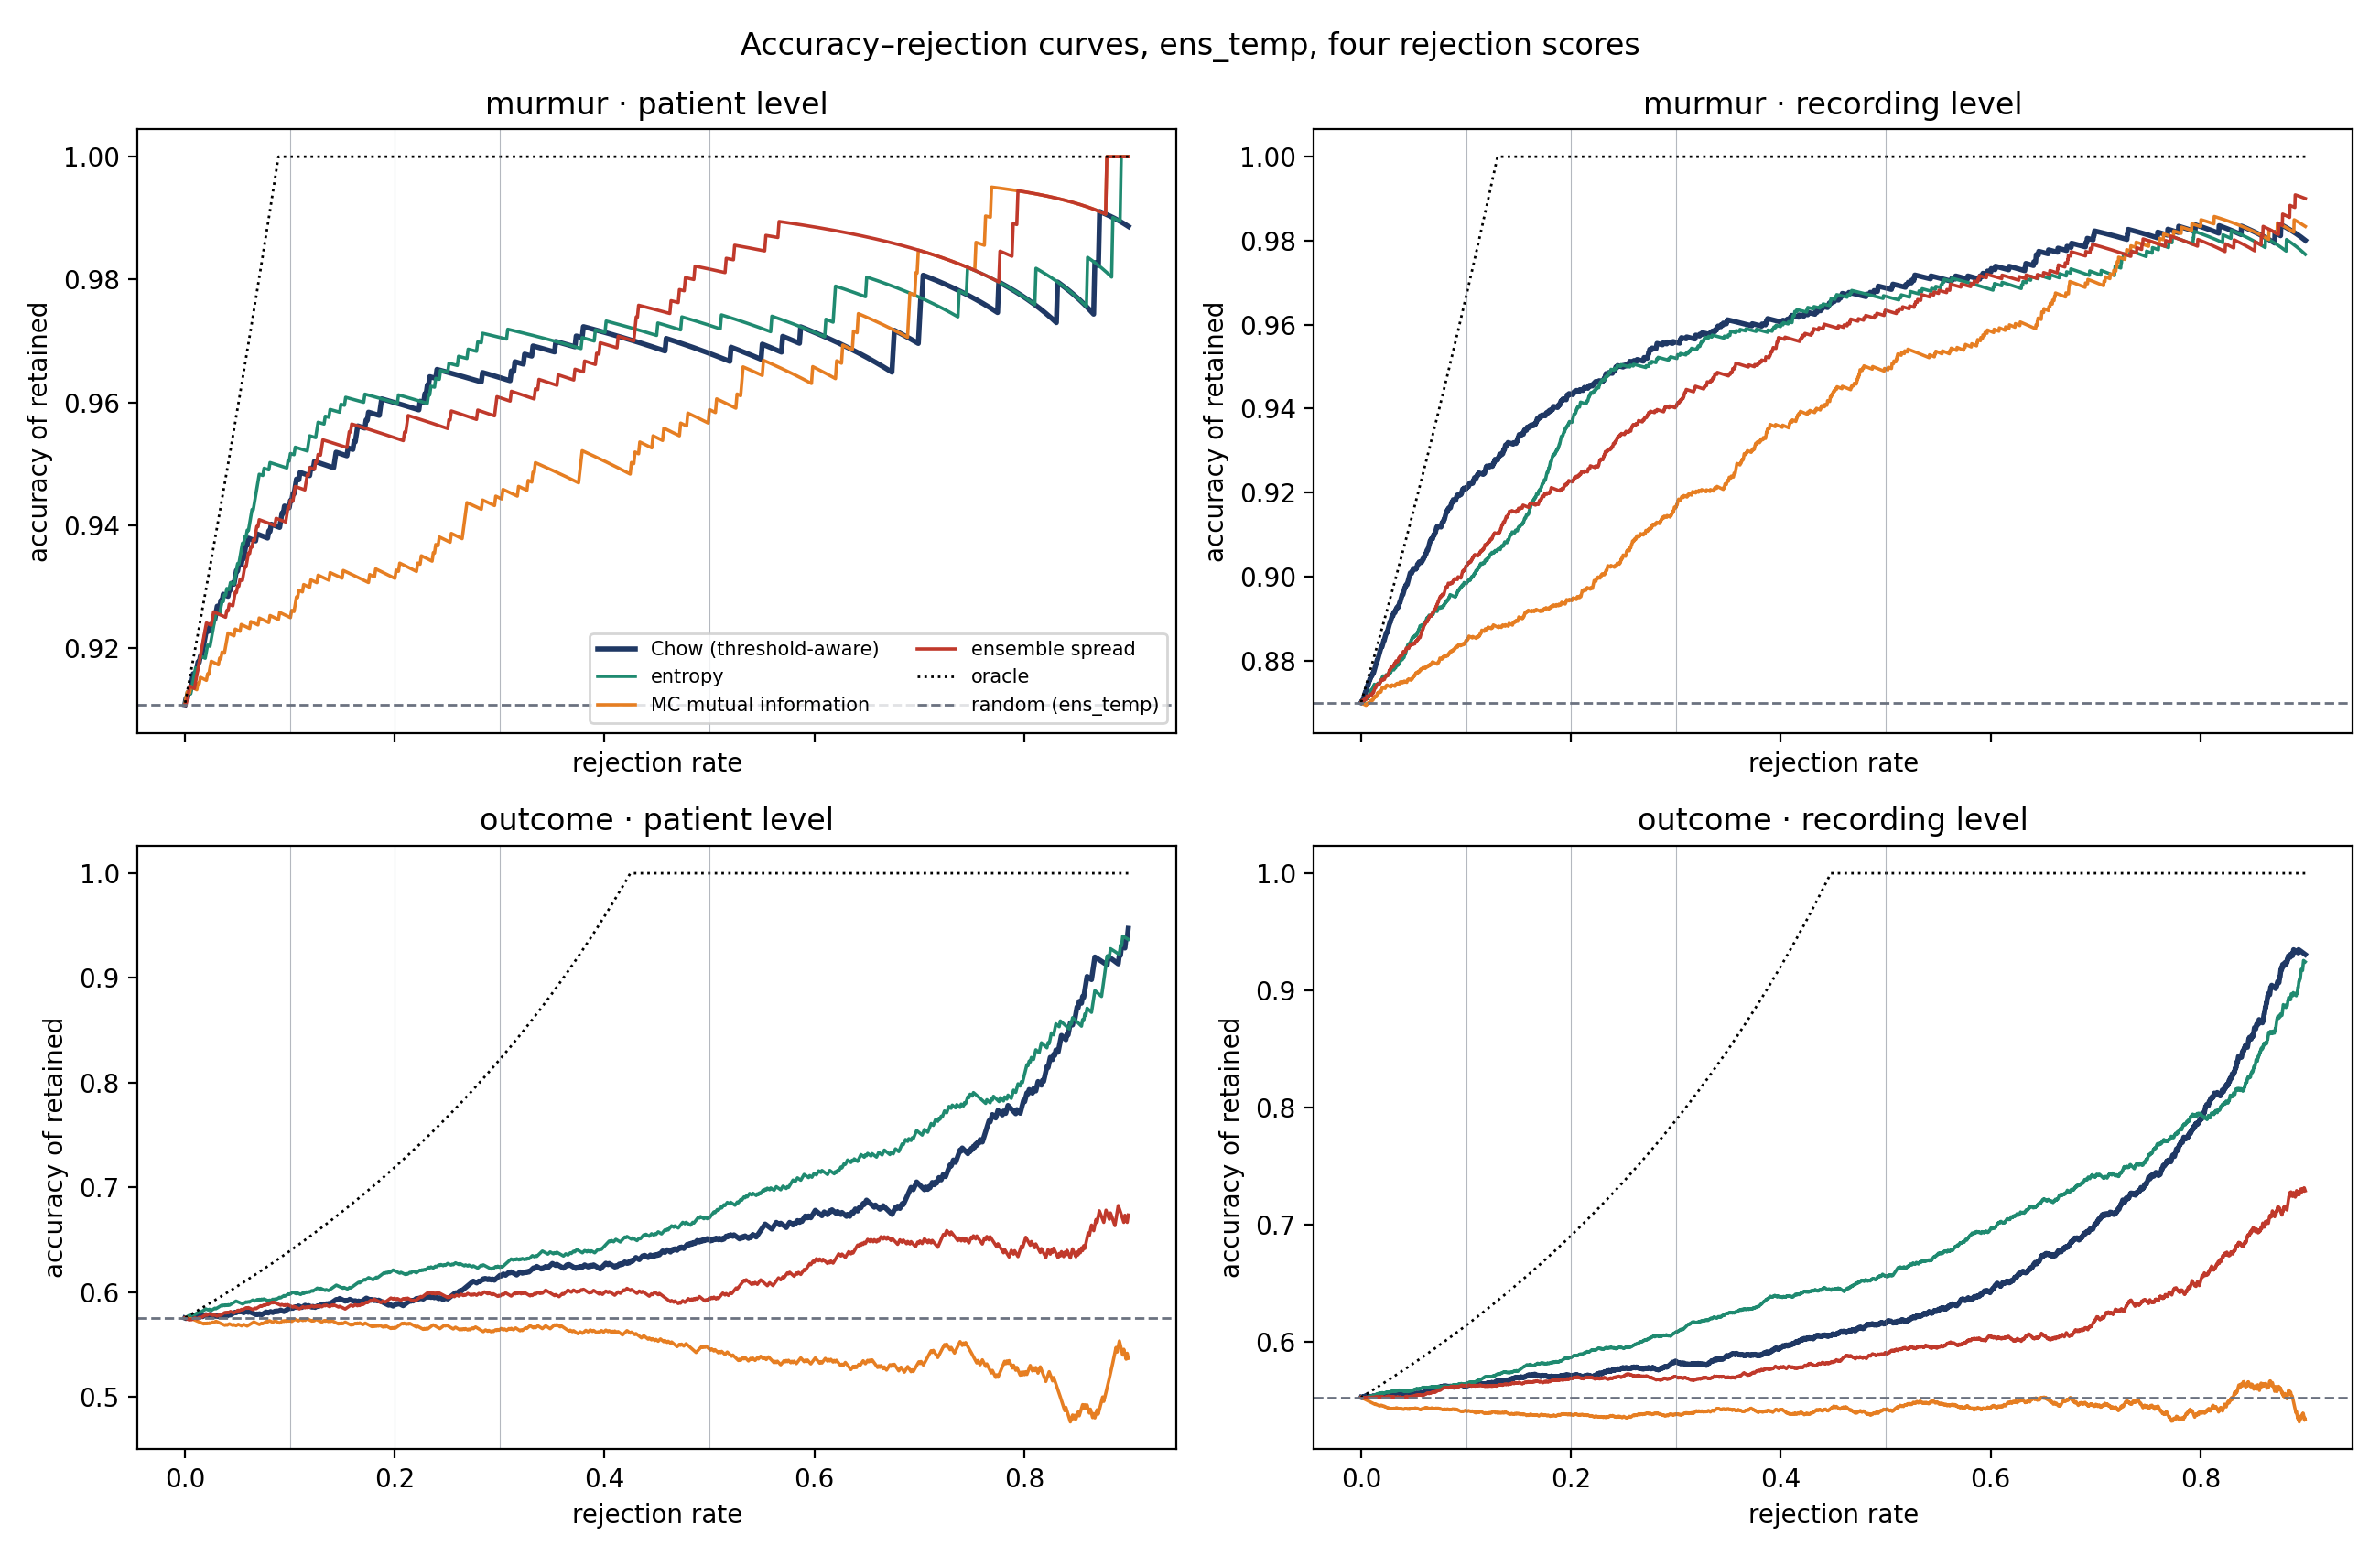 Accuracy–rejection curves, ens_temp, four rejection scores
murmur · patient level
1.00
0.98
0.96
0.94
0.92
accuracy of retained
rejection rate
Chow (threshold-aware)
entropy
MC mutual information
ensemble spread
oracle
random (ens_temp)
murmur · recording level
1.00
0.98
0.96
0.94
0.92
0.90
0.88
accuracy of retained
rejection rate
outcome · patient level
1.0
0.9
0.8
0.7
0.6
0.5
accuracy of retained
0.0 0.2 0.4 0.6 0.8
rejection rate
outcome · recording level
1.0
0.9
0.8
0.7
0.6
accuracy of retained
0.0 0.2 0.4 0.6 0.8
rejection rate